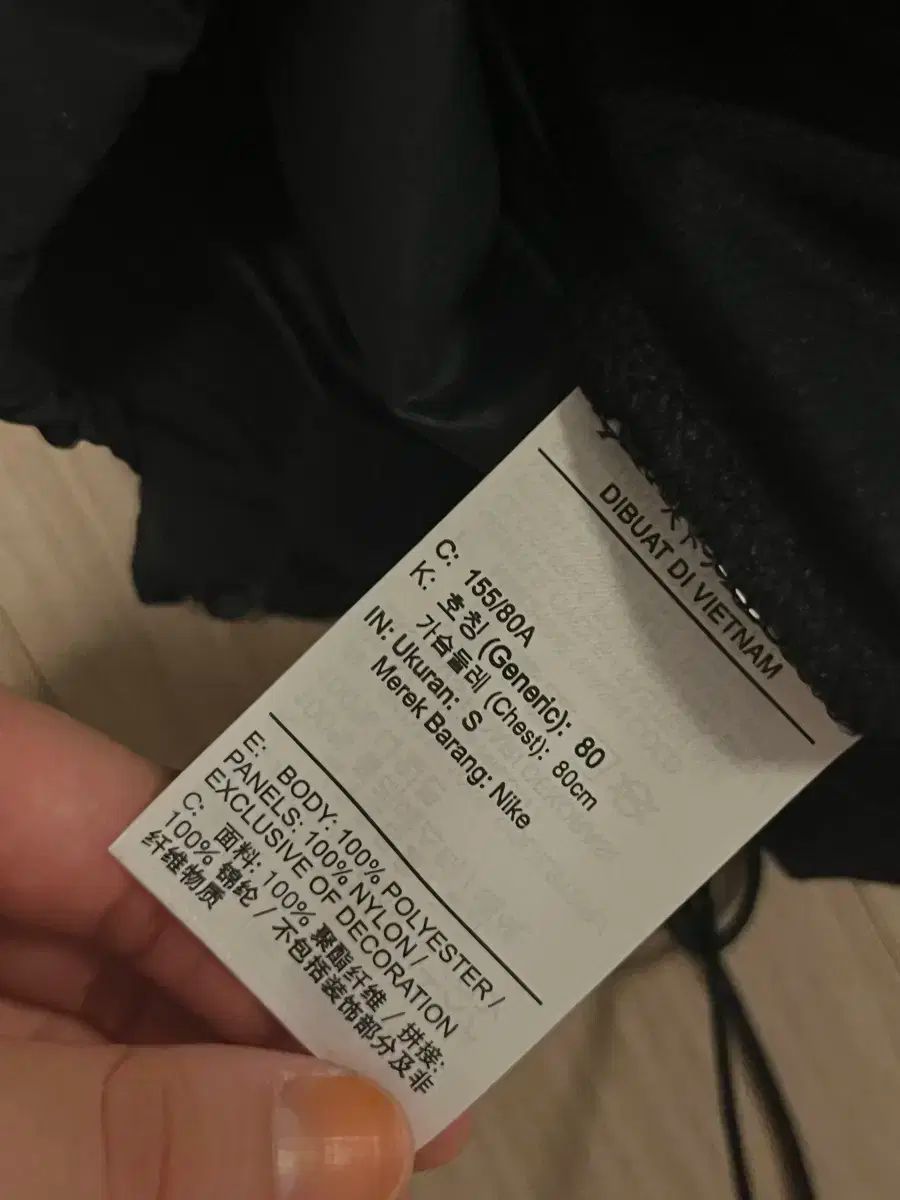 DIBUAT DI VIETNAM
C: 155/80A
K: 호칭 (Generic): 80
가슴둘레 (Chest): 80cm
IN: Ukuran: S
Merek Barang: Nike
E: BODY: 100% POLYESTER /
PANELS: 100% NYLON /
EXCLUSIVE OF DECORATION
C: 面料: 100% 聚酯纤维 / 拼接:
100% 锦纶 / 不包括装饰部分及非
纤维物质